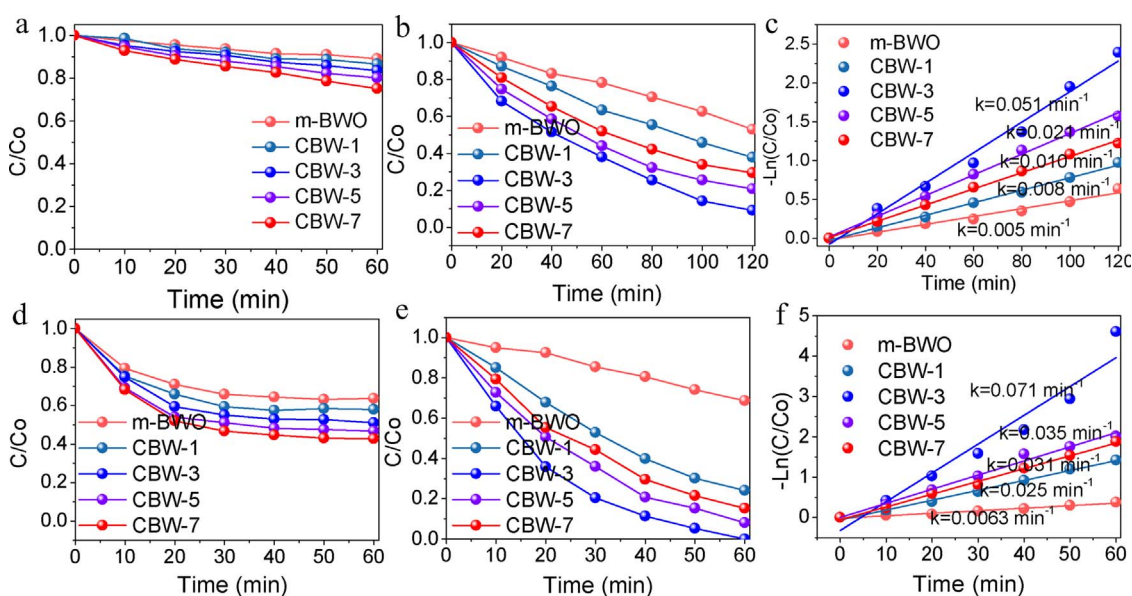 a
C/Co
1.0
0.8
0.6
0.4
0.2
0.0
m-BWO
CBW-1
CBW-3
CBW-5
CBW-7
0 10 20 30 40 50 60
Time (min)
b
C/Co
1.0
0.8
0.6
0.4
0.2
0.0
m-BWO
CBW-1
CBW-3
CBW-5
CBW-7
0 20 40 60 80 100 120
Time (min)
c
-Ln(C/Co)
2.5
2.0
1.5
1.0
0.5
0.0
m-BWO
CBW-1
CBW-3
CBW-5
CBW-7
k=0.051 min⁻¹
k=0.021 min⁻¹
k=0.010 min⁻¹
k=0.008 min⁻¹
k=0.005 min⁻¹
0 20 40 60 80 100 120
Time (min)
d
C/Co
1.0
0.8
0.6
0.4
0.2
0.0
m-BWO
CBW-1
CBW-3
CBW-5
CBW-7
0 10 20 30 40 50 60
Time (min)
e
C/Co
1.0
0.8
0.6
0.4
0.2
0.0
m-BWO
CBW-1
CBW-3
CBW-5
CBW-7
0 10 20 30 40 50 60
Time (min)
f
-Ln(C/Co)
5
4
3
2
1
0
m-BWO
CBW-1
CBW-3
CBW-5
CBW-7
k=0.071 min⁻¹
k=0.035 min⁻¹
k=0.031 min⁻¹
k=0.025 min⁻¹
k=0.0063 min⁻¹
0 10 20 30 40 50 60
Time (min)